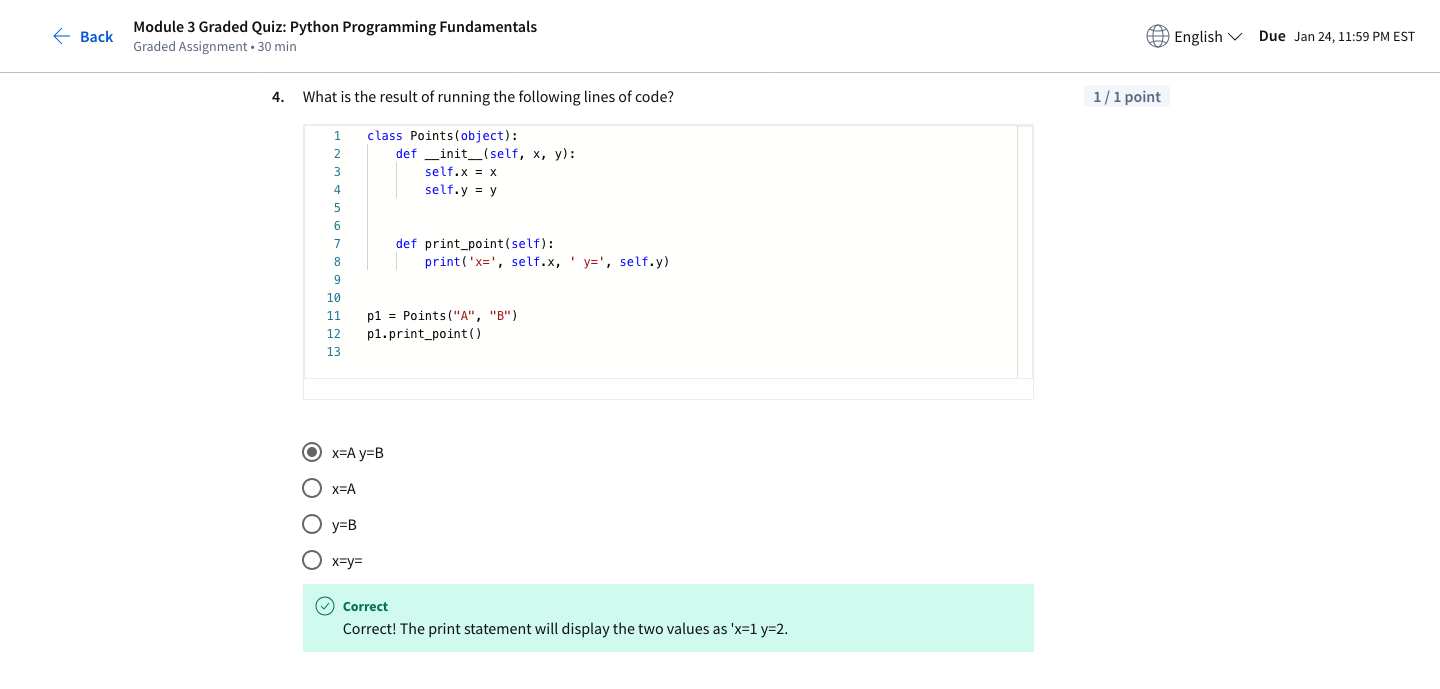 Back
Module 3 Graded Quiz: Python Programming Fundamentals
Graded Assignment • 30 min
English
Due Jan 24, 11:59 PM EST
4. What is the result of running the following lines of code?
1 / 1 point
1 class Points(object):
2     def __init__(self, x, y):
3         self.x = x
4         self.y = y
5
6
7     def print_point(self):
8         print('x=', self.x, ' y=', self.y)
9
10
11 p1 = Points("A", "B")
12 p1.print_point()
13
x=A y=B
x=A
y=B
x=y=
Correct
Correct! The print statement will display the two values as 'x=1 y=2.